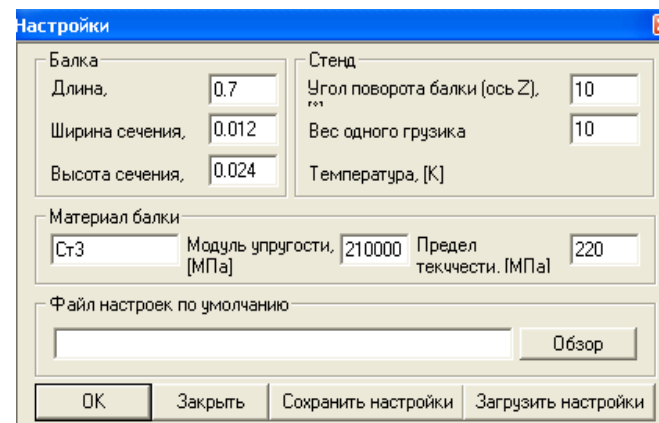 Настройки
Балка
Стенд
Длина,
0.7
Угол поворота балки (ось Z),
10
Ширина сечения,
0.012
Вес одного грузика
10
Высота сечения,
0.024
Температура, [К]
Материал балки
Ст3
Модуль упругости,
[МПа]
210000
Предел
текччести. [МПа]
220
Файл настроек по умолчанию
Обзор
ОК
Закрыть
Сохранить настройки
Загрузить настройки